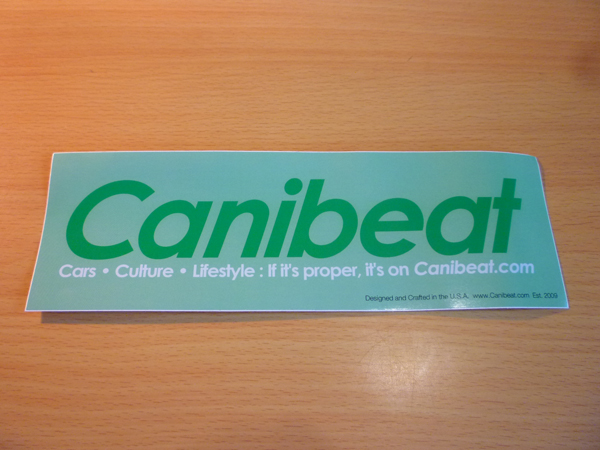 Canibeat
Cars • Culture • Lifestyle : If it's proper, it's on Canibeat.com
Designed and Crafted in the U.S.A. www.Canibeat.com Est. 2009